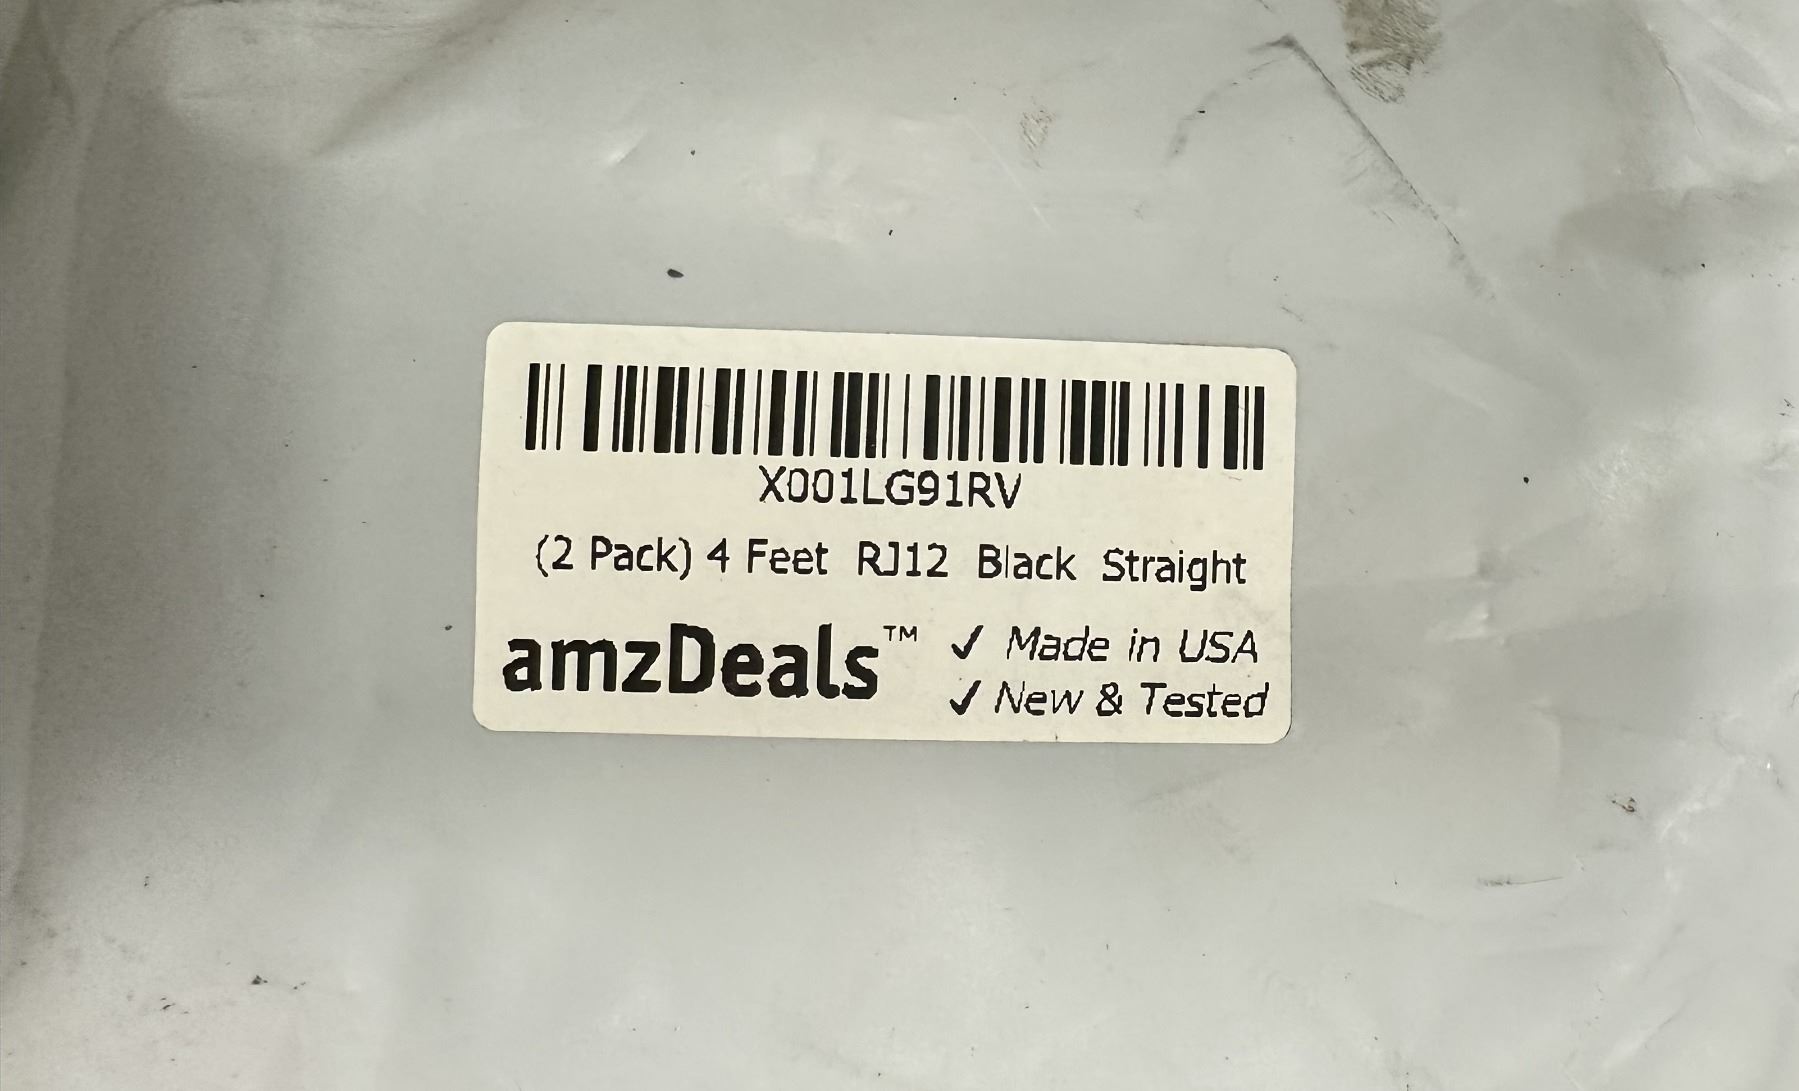 X001LG91RV
(2 Pack) 4 Feet RJ12 Black Straight
amzDeals™
✓ Made in USA
✓ New & Tested